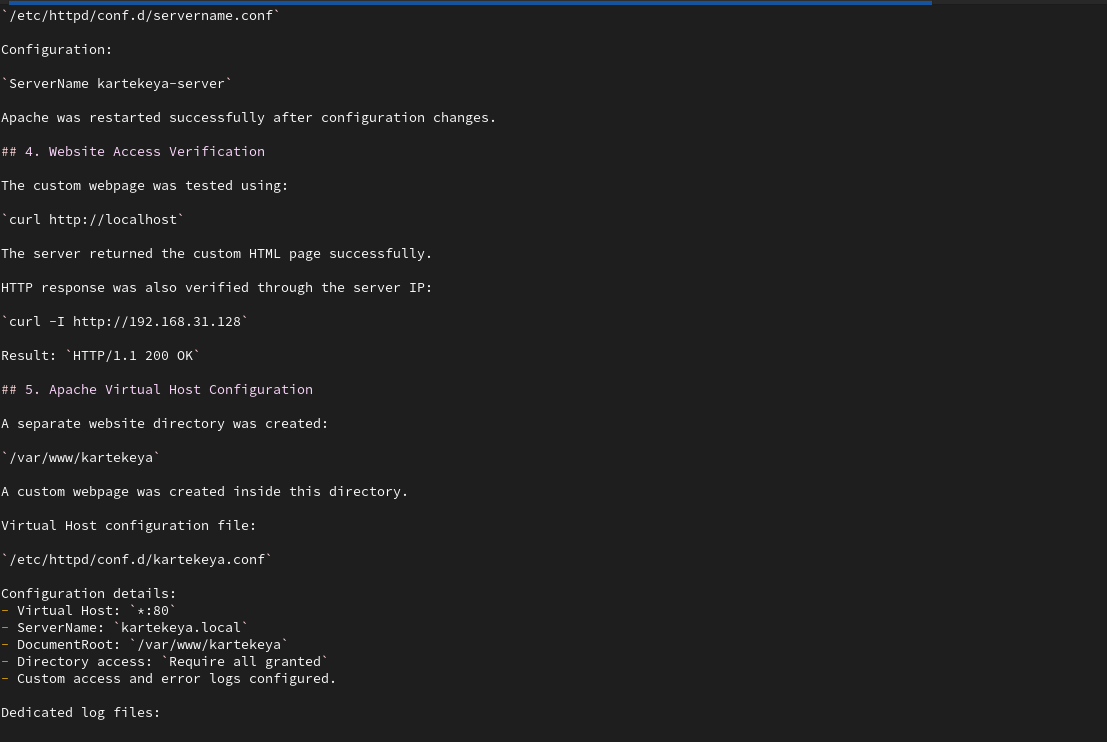 `/etc/httpd/conf.d/servername.conf`
Configuration:
`ServerName kartekeya-server`
Apache was restarted successfully after configuration changes.
## 4. Website Access Verification
The custom webpage was tested using:
`curl http://localhost`
The server returned the custom HTML page successfully.
HTTP response was also verified through the server IP:
`curl -I http://192.168.31.128`
Result: `HTTP/1.1 200 OK`
## 5. Apache Virtual Host Configuration
A separate website directory was created:
`/var/www/kartekeya`
A custom webpage was created inside this directory.
Virtual Host configuration file:
`/etc/httpd/conf.d/kartekeya.conf`
Configuration details:
- Virtual Host: `*:80`
- ServerName: `kartekeya.local`
- DocumentRoot: `/var/www/kartekeya`
- Directory access: `Require all granted`
- Custom access and error logs configured.
Dedicated log files: